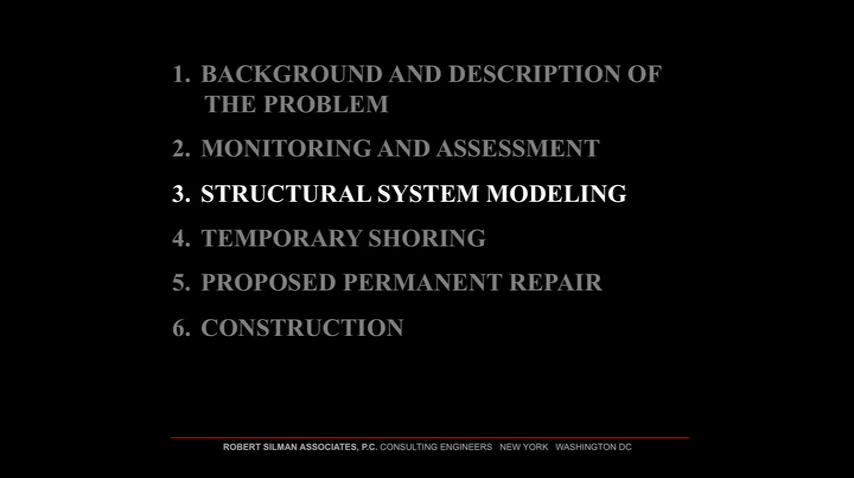 1. BACKGROUND AND DESCRIPTION OF
THE PROBLEM
2. MONITORING AND ASSESSMENT
3. STRUCTURAL SYSTEM MODELING
4. TEMPORARY SHORING
5. PROPOSED PERMANENT REPAIR
6. CONSTRUCTION
ROBERT SILMAN ASSOCIATES, P.C. CONSULTING ENGINEERS NEW YORK WASHINGTON DC